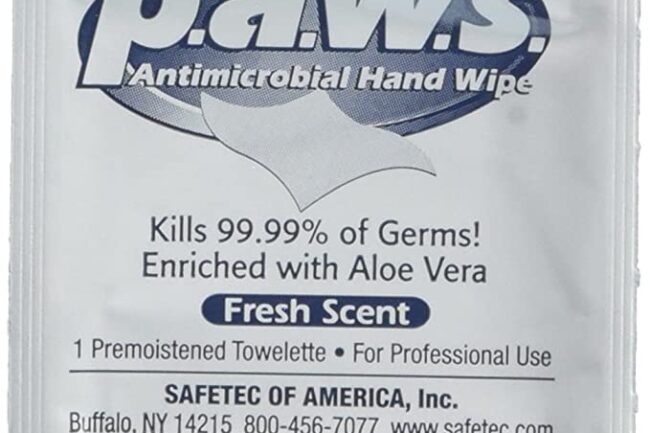 p.a.w.s.
Antimicrobial Hand Wipe
Kills 99.99% of Germs!
Enriched with Aloe Vera
Fresh Scent
1 Premoistened Towelette • For Professional Use
SAFETEC OF AMERICA, Inc.
Buffalo, NY 14215 800-456-7077 www.safetec.com